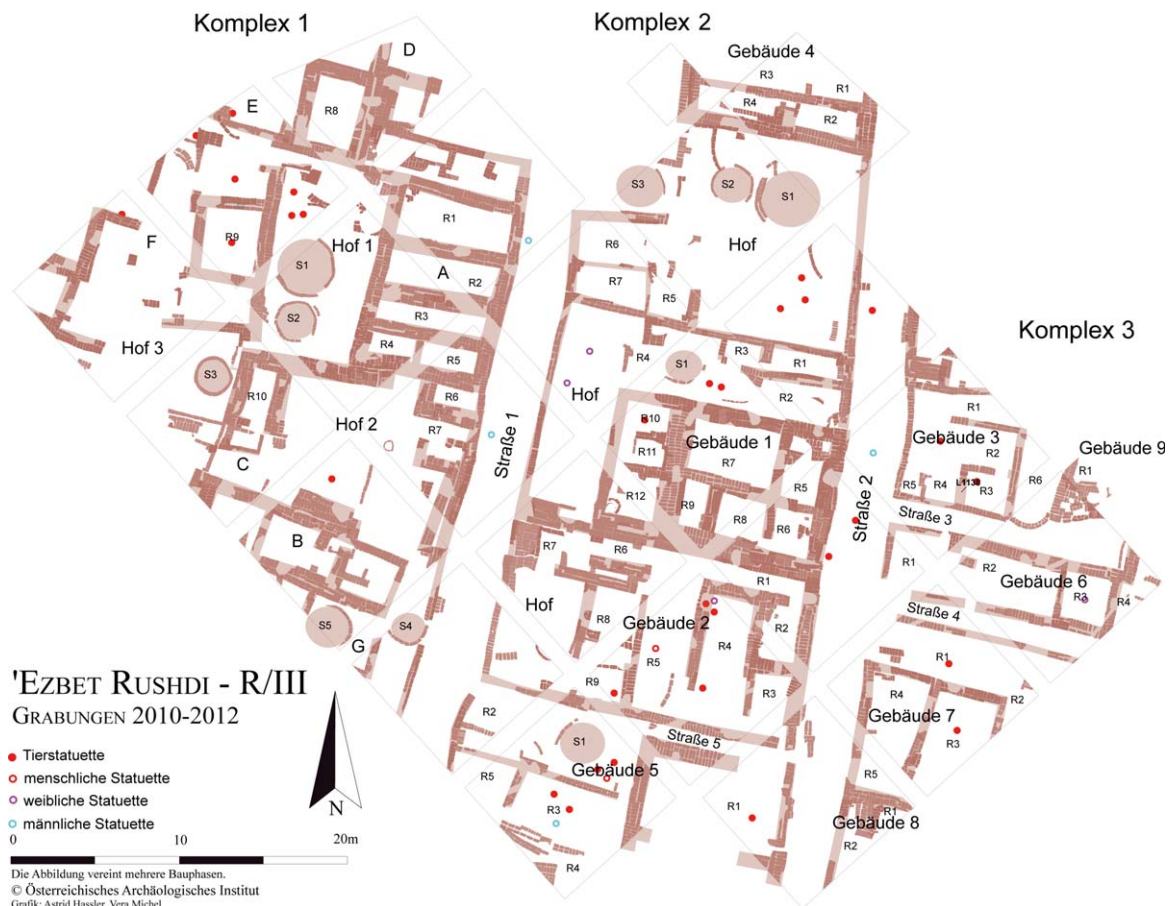 Komplex 1
Komplex 2
D
Gebäude 4
R3
R1
R4
R2
R8
E
S3
S2
S1
R1
R9
F
Hof 1
S1
A
R2
Hof
R6
R7
R5
R3
S2
Hof 3
R4
R5
S3
R10
R6
Hof 2
R7
C
Straße 1
Komplex 3
R4
S1
R3
R1
Hof
R2
R10
Gebäude 1
R11
R7
R12
R9
R8
R5
R6
Straße 2
R1
Gebäude 3
R2
Gebäude 9
R1
R5
R4
R3
R6
Straße 3
B
R7
R6
R1
R1
R2
Gebäude 6
R3
R4
Hof
R8
Gebäude 2
R2
Straße 4
S5
S4
G
R5
R4
R1
R9
R3
R4
Gebäude 7
R2
R3
R2
Straße 5
S1
Gebäude 5
R5
R5
R3
R1
R1
Gebäude 8
R2
R4
'EZBET RUSHDI - R/III
GRABUNGEN 2010-2012
Tierstatuette
menschliche Statuette
weibliche Statuette
männliche Statuette
N
0 10 20m
Die Abbildung vereint mehrere Bauphasen.
© Österreichisches Archäologisches Institut
Grafik: Astrid Hassler, Vera Michel